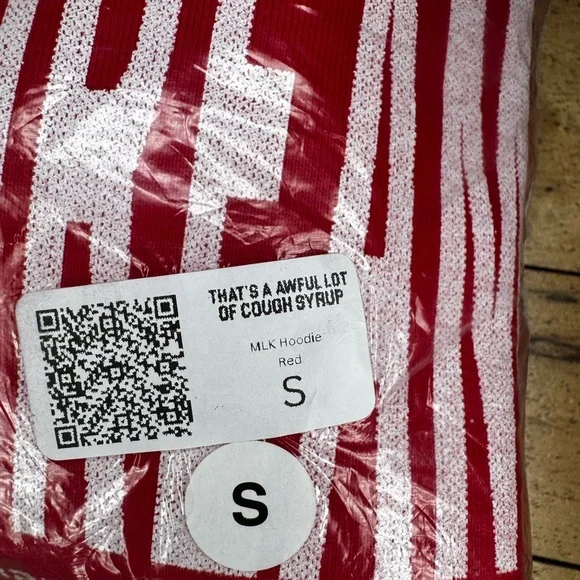 THAT'S A AWFUL LOT
OF COUGH SYRUP
MLK Hoodie
Red
S
S